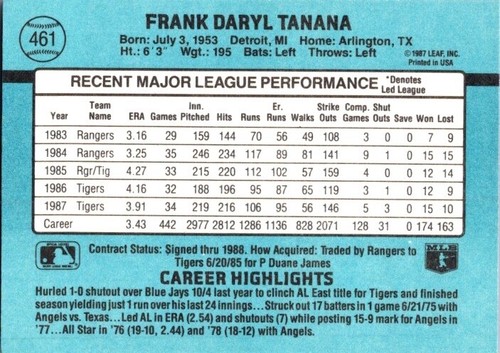 461
FRANK DARYL TANANA
Born: July 3, 1953 Detroit, MI Home: Arlington, TX
Ht.: 6'3" Wgt.: 195 Bats: Left Throws: Left
©1987 LEAF, INC.
Printed in USA
RECENT MAJOR LEAGUE PERFORMANCE *Denotes Led League
Year Team Name ERA Games Inn. Pitched Hits Runs Er. Runs Walks Strike Outs Comp. Games Shut Outs Save Won Lost
1983 Rangers 3.16 29 159 144 70 56 49 108 3 0 0 7 9
1984 Rangers 3.25 35 246 234 117 89 81 141 9 1 0 15 15
1985 Rgr/Tig 4.27 33 215 220 112 102 57 159 4 0 0 12 14
1986 Tigers 4.16 32 188 196 95 87 65 119 3 1 0 12 9
1987 Tigers 3.91 34 218 216 106 95 56 146 5 3 0 15 10
Career 3.43 442 2977 2812 1286 1136 828 2071 128 31 0 174 163
Contract Status: Signed thru 1988. How Acquired: Traded by Rangers to
Tigers 6/20/85 for P Duane James
MLB
CAREER HIGHLIGHTS
Hurled 1-0 shutout over Blue Jays 10/4 last year to clinch AL East title for Tigers and finished
season yielding just 1 run over his last 24 innings...Struck out 17 batters in 1 game 6/21/75 with
Angels vs. Texas...Led AL in ERA (2.54) and shutouts (7) while posting 15-9 mark for Angels in
'77...All Star in '76 (19-10, 2.44) and '78 (18-12) with Angels.